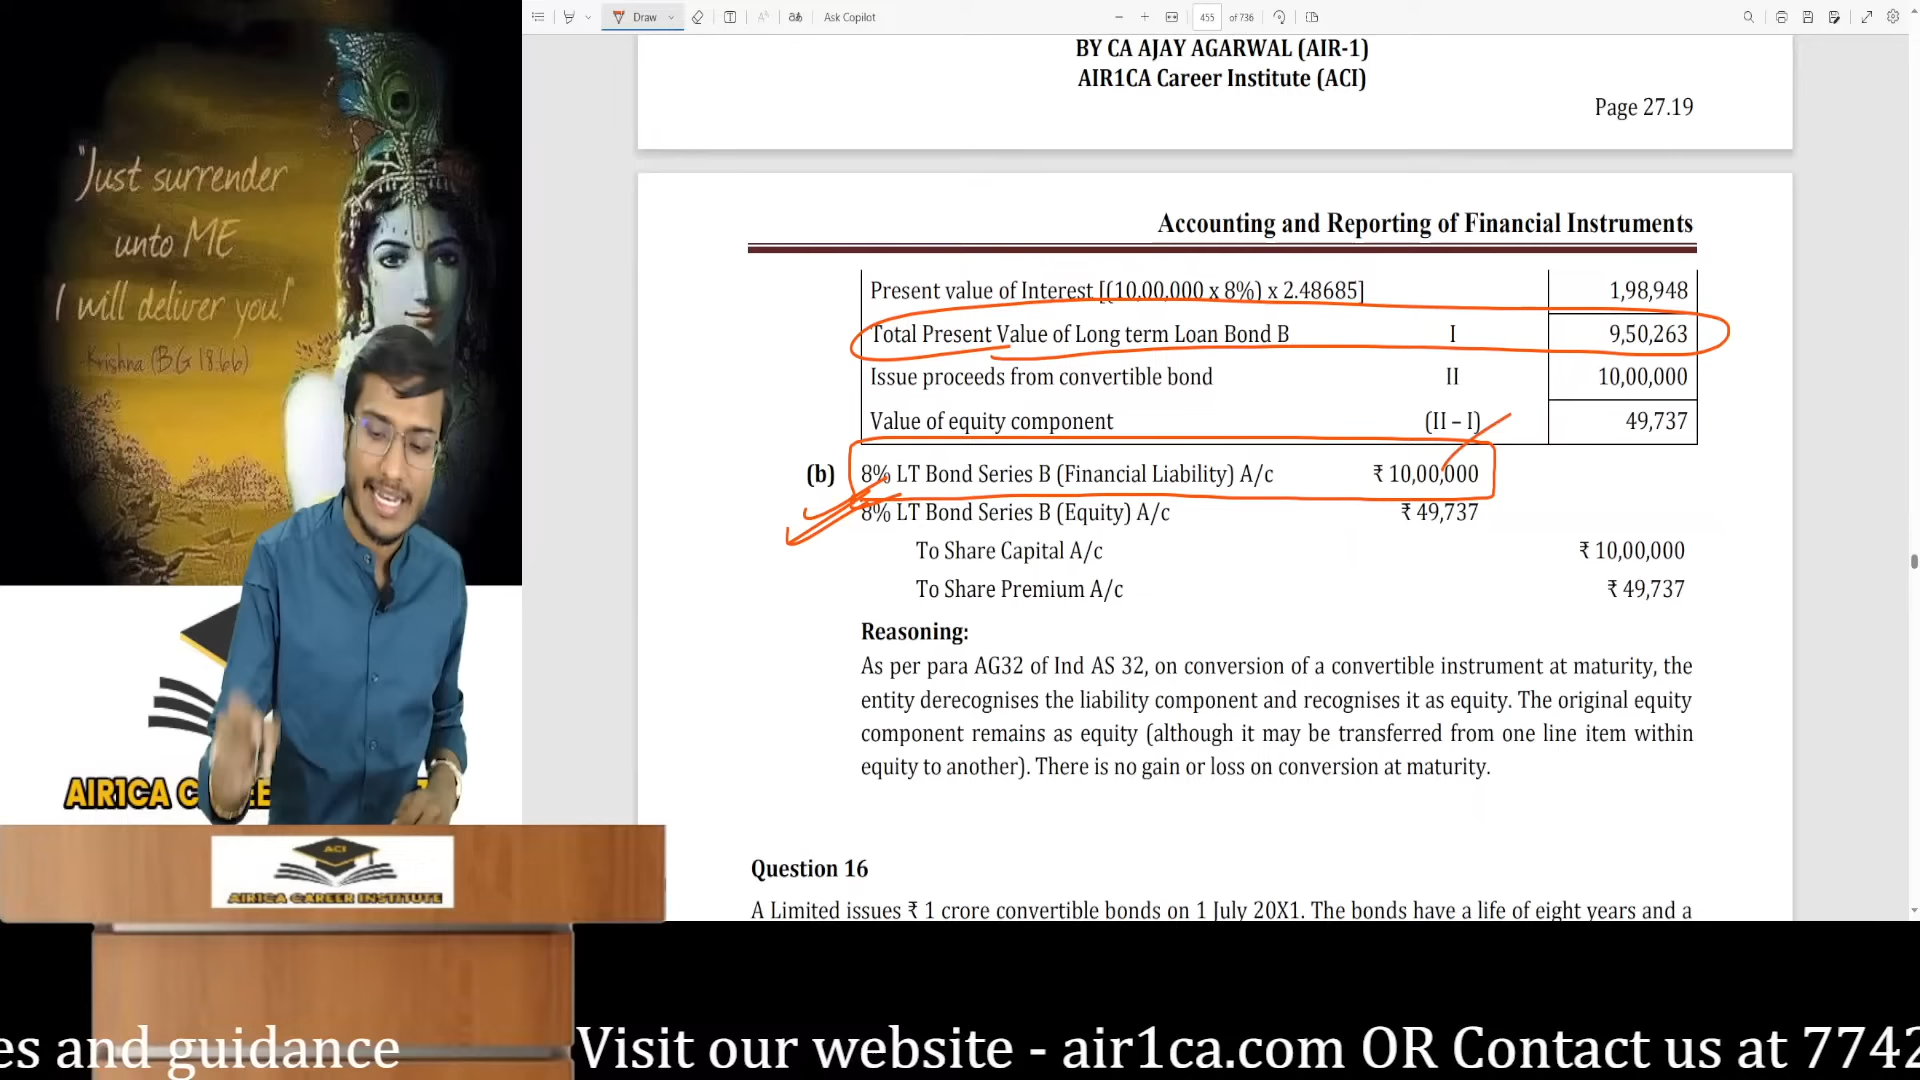 Draw
Ask Copilot
455
of 736
BY CA AJAY AGARWAL (AIR-1)
AIR1CA Career Institute (ACI)
Page 27.19
Accounting and Reporting of Financial Instruments
Present value of Interest [(10,00,000 x 8%) x 2.48685] 1,98,948
Total Present Value of Long term Loan Bond B I 9,50,263
Issue proceeds from convertible bond II 10,00,000
Value of equity component (II – I) 49,737
(b) 8% LT Bond Series B (Financial Liability) A/c ₹ 10,00,000
8% LT Bond Series B (Equity) A/c ₹ 49,737
To Share Capital A/c ₹ 10,00,000
To Share Premium A/c ₹ 49,737
Reasoning:
As per para AG32 of Ind AS 32, on conversion of a convertible instrument at maturity, the
entity derecognises the liability component and recognises it as equity. The original equity
component remains as equity (although it may be transferred from one line item within
equity to another). There is no gain or loss on conversion at maturity.
Question 16
A Limited issues ₹ 1 crore convertible bonds on 1 July 20X1. The bonds have a life of eight years and a
"Just surrender
unto ME
I will deliver you!"
-Krishna (B.G 18.66)
AIR1CA C
ACI
AIR1CA CAREER INSTITUTE
es and guidance
Visit our website - air1ca.com OR Contact us at 7742